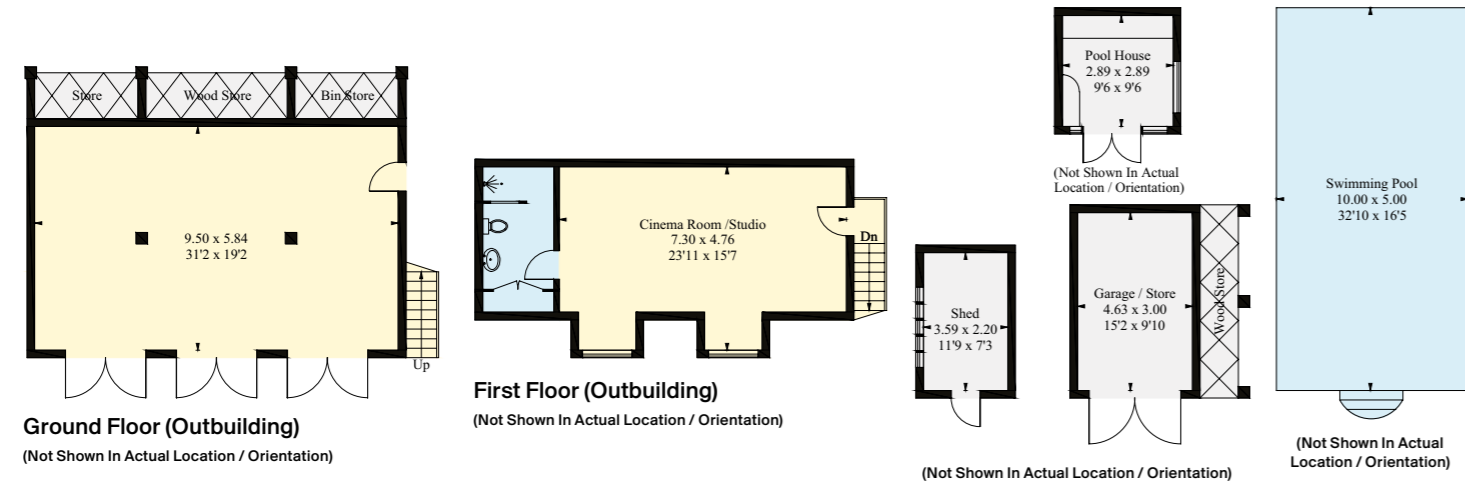 Store
Wood Store
Bin Store
9.50 x 5.84
31'2 x 19'2
Up
Ground Floor (Outbuilding)
(Not Shown In Actual Location / Orientation)
Cinema Room /Studio
7.30 x 4.76
23'11 x 15'7
Dn
First Floor (Outbuilding)
(Not Shown In Actual Location / Orientation)
Pool House
2.89 x 2.89
9'6 x 9'6
(Not Shown In Actual
Location / Orientation)
Shed
3.59 x 2.20
11'9 x 7'3
Garage / Store
4.63 x 3.00
15'2 x 9'10
Wood Store
(Not Shown In Actual Location / Orientation)
Swimming Pool
10.00 x 5.00
32'10 x 16'5
(Not Shown In Actual
Location / Orientation)